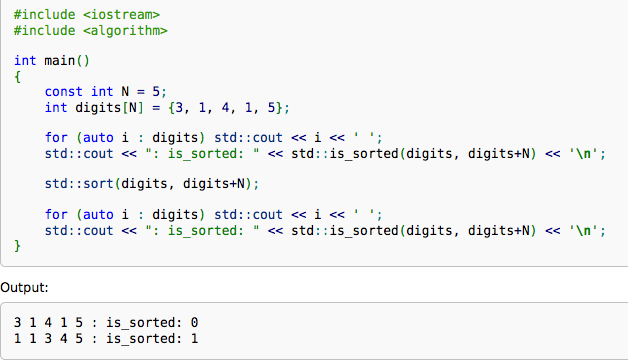 #include <iostream>
#include <algorithm>
int main()
{
    const int N = 5;
    int digits[N] = {3, 1, 4, 1, 5};
    for (auto i : digits) std::cout << i << ' ';
    std::cout << ": is_sorted: " << std::is_sorted(digits, digits+N) << '\n';
    std::sort(digits, digits+N);
    for (auto i : digits) std::cout << i << ' ';
    std::cout << ": is_sorted: " << std::is_sorted(digits, digits+N) << '\n';
}
Output:
3 1 4 1 5 : is_sorted: 0
1 1 3 4 5 : is_sorted: 1